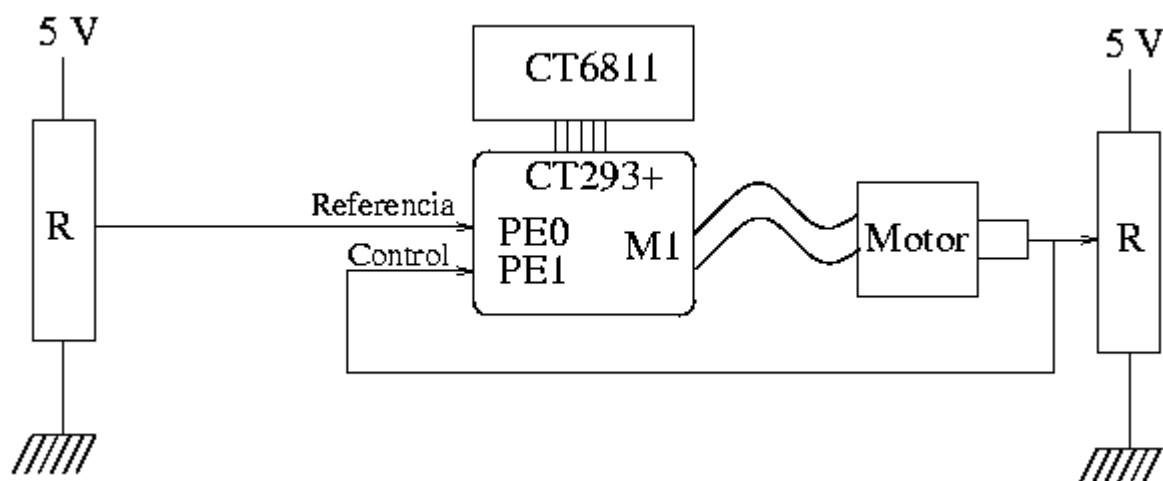 5 V
CT6811
5 V
CT293+
R
Referencia
PE0
M1
Motor
R
Control
PE1